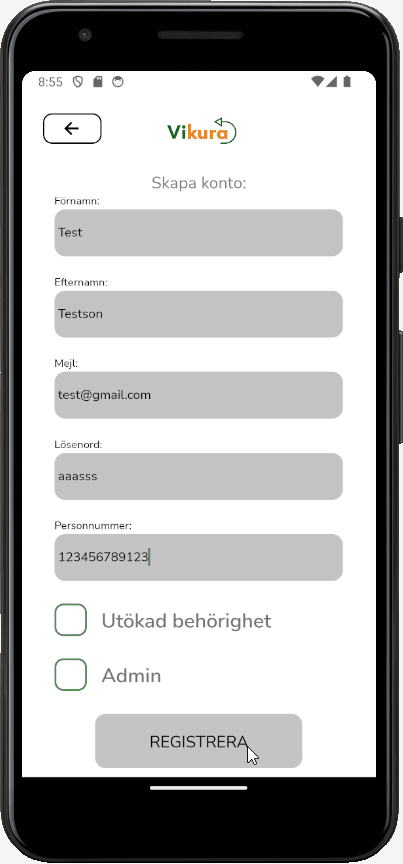 8:55
Vikura
Skapa konto:
Förnamn:
Test
Efternamn:
Testson
Mejl:
test@gmail.com
Lösenord:
aaasss
Personnummer:
123456789123
Utökad behörighet
Admin
REGISTRERA